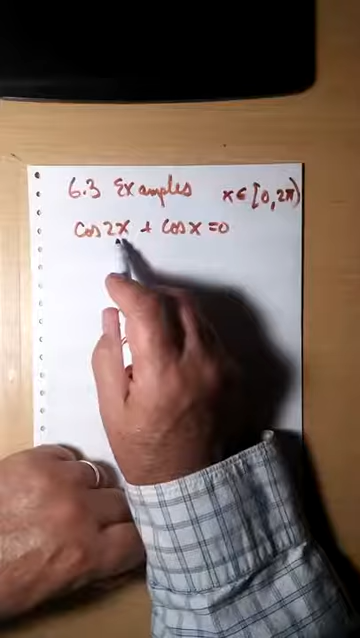 6.3 Examples x ∈ [0, 2π)
Cos 2x + Cos x = 0